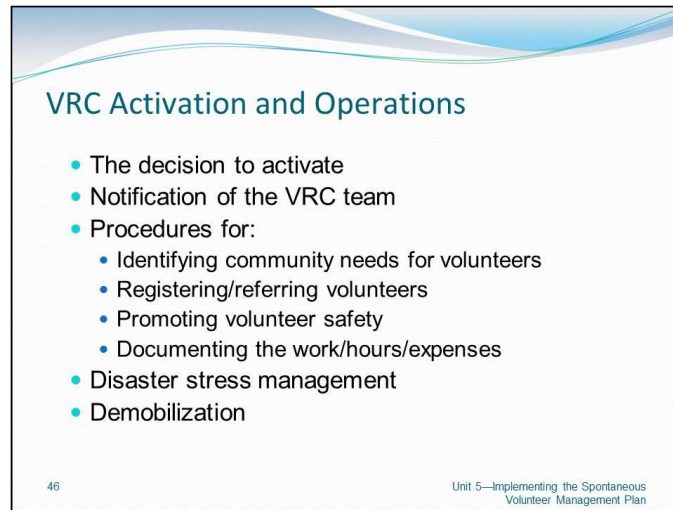 VRC Activation and Operations
• The decision to activate
• Notification of the VRC team
• Procedures for:
• Identifying community needs for volunteers
• Registering/referring volunteers
• Promoting volunteer safety
• Documenting the work/hours/expenses
• Disaster stress management
• Demobilization
46
Unit 5—Implementing the Spontaneous
Volunteer Management Plan